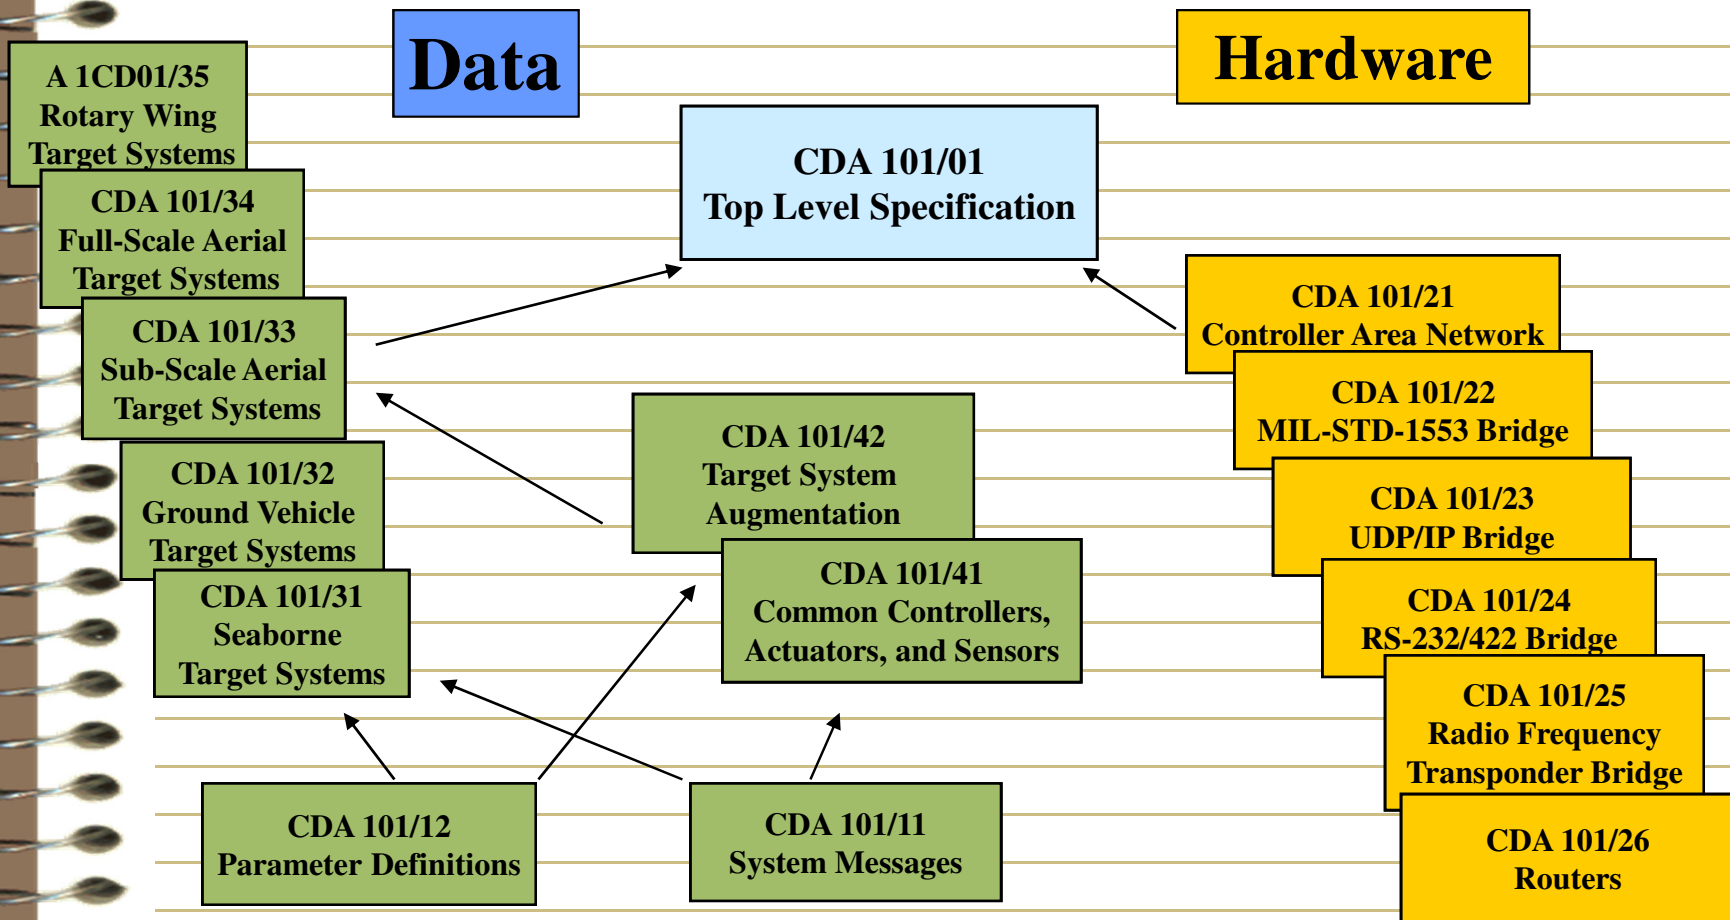 Data
Hardware
A 1CD01/35
Rotary Wing
Target Systems
CDA 101/34
Full-Scale Aerial
Target Systems
CDA 101/33
Sub-Scale Aerial
Target Systems
CDA 101/32
Ground Vehicle
Target Systems
CDA 101/31
Seaborne
Target Systems
CDA 101/01
Top Level Specification
CDA 101/42
Target System
Augmentation
CDA 101/41
Common Controllers,
Actuators, and Sensors
CDA 101/12
Parameter Definitions
CDA 101/11
System Messages
CDA 101/21
Controller Area Network
CDA 101/22
MIL-STD-1553 Bridge
CDA 101/23
UDP/IP Bridge
CDA 101/24
RS-232/422 Bridge
CDA 101/25
Radio Frequency
Transponder Bridge
CDA 101/26
Routers